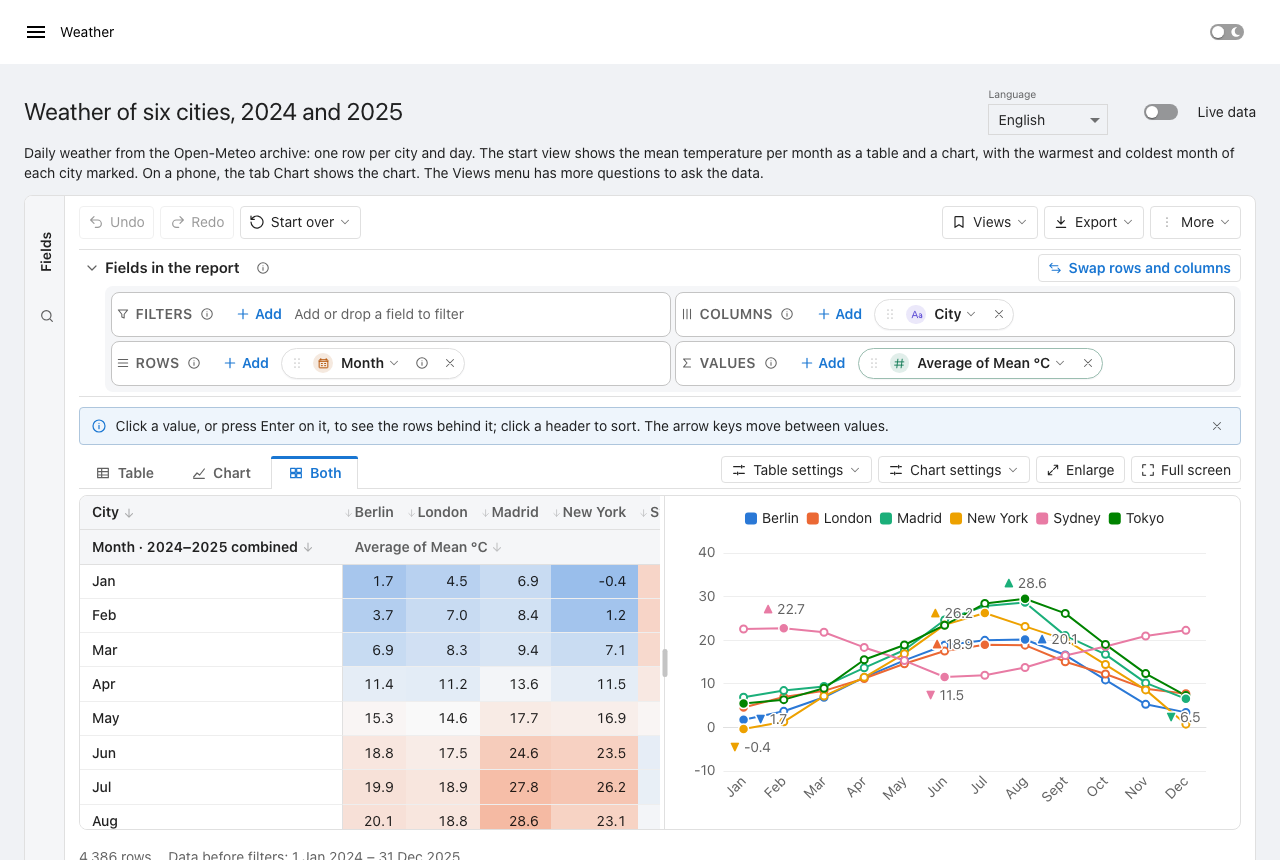 Weather
Weather of six cities, 2024 and 2025
Language
English
Live data
Daily weather from the Open-Meteo archive: one row per city and day. The start view shows the mean temperature per month as a table and a chart, with the warmest and coldest month of
each city marked. On a phone, the tab Chart shows the chart. The Views menu has more questions to ask the data.
Fields
Undo Redo Start over Views Export More
Fields in the report Swap rows and columns
FILTERS Add Add or drop a field to filter
COLUMNS Add Aa City
ROWS Add Month
VALUES Add # Average of Mean °C
Click a value, or press Enter on it, to see the rows behind it; click a header to sort. The arrow keys move between values.
Table Chart Both Table settings Chart settings Enlarge Full screen
City Berlin London Madrid New York S
Month · 2024–2025 combined Average of Mean °C
Jan 1.7 4.5 6.9 -0.4
Feb 3.7 7.0 8.4 1.2
Mar 6.9 8.3 9.4 7.1
Apr 11.4 11.2 13.6 11.5
May 15.3 14.6 17.7 16.9
Jun 18.8 17.5 24.6 23.5
Jul 19.9 18.9 27.8 26.2
Aug 20.1 18.8 28.6 23.1
Berlin London Madrid New York Sydney Tokyo
40
30
20
10
0
-10
28.6
22.7
26.2
18.9
20.1
11.5
1.7
6.5
-0.4
Jan Feb Mar Apr May Jun Jul Aug Sept Oct Nov Dec
4,386 rows Data before filters: 1 Jan 2024 – 31 Dec 2025